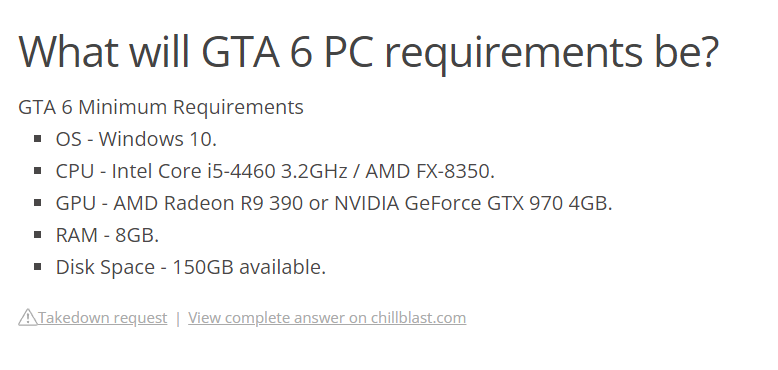 What will GTA 6 PC requirements be?
GTA 6 Minimum Requirements
OS - Windows 10.
CPU - Intel Core i5-4460 3.2GHz / AMD FX-8350.
GPU - AMD Radeon R9 390 or NVIDIA GeForce GTX 970 4GB.
RAM - 8GB.
Disk Space - 150GB available.
Takedown request | View complete answer on chillblast.com